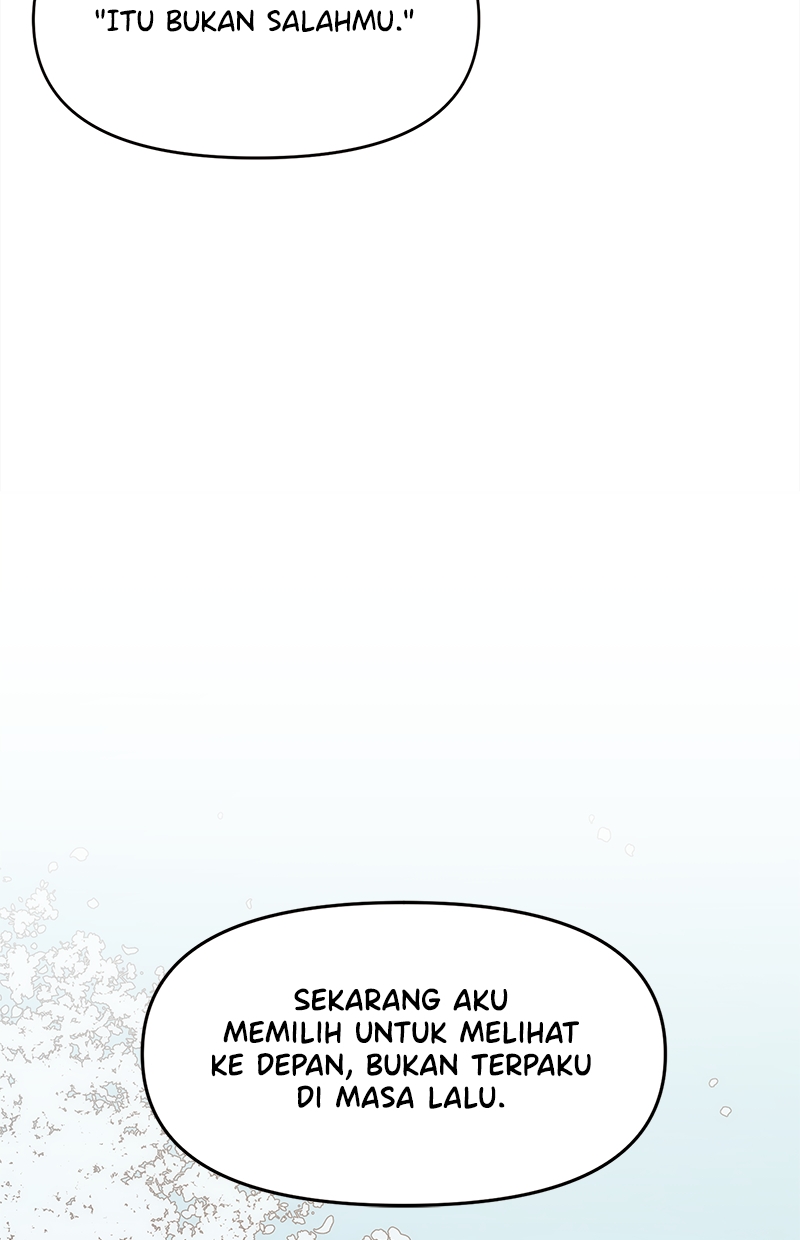 "ITU BUKAN SALAHMU."
SEKARANG AKU
MEMILIH UNTUK MELIHAT
KE DEPAN, BUKAN TERPAKU
DI MASA LALU.